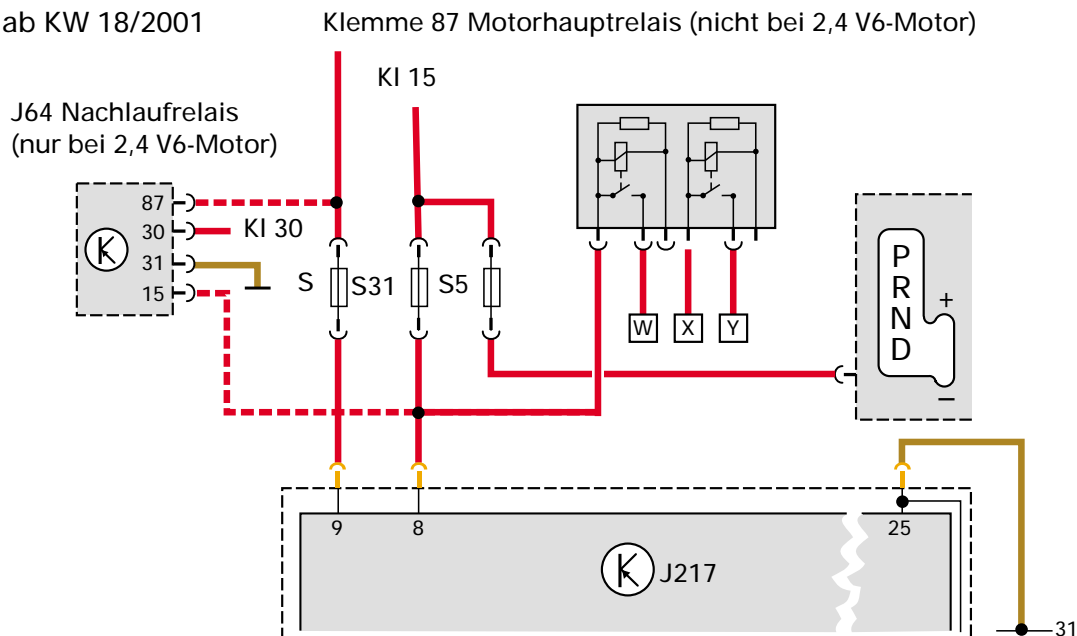 ab KW 18/2001
Klemme 87 Motorhauptrelais (nicht bei 2,4 V6-Motor)
Kl 15
J64 Nachlaufrelais
(nur bei 2,4 V6-Motor)
87
30
Kl 30
31
15
S
S31
S5
W
X
Y
P
R
N
D
+
–
9
8
25
J217
31